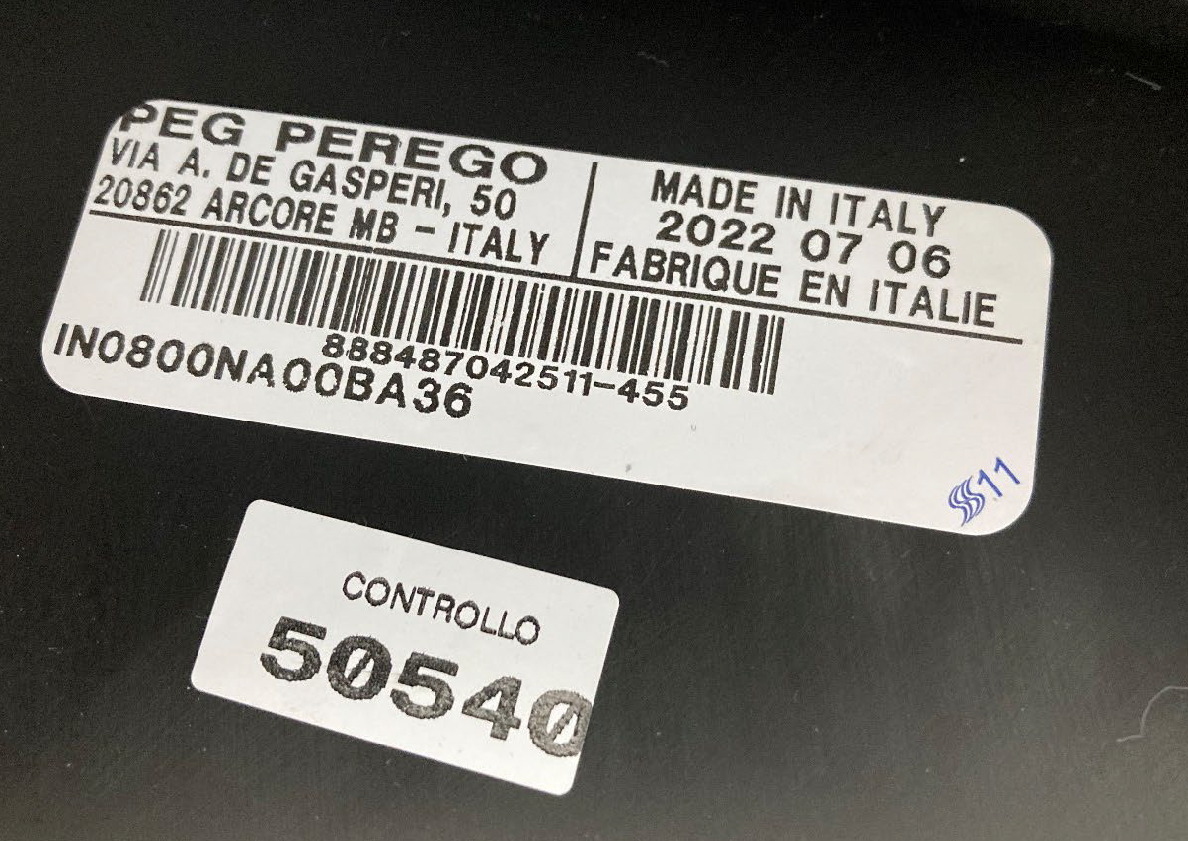 PEG PEREGO
VIA A. DE GASPERI, 50
20862 ARCORE MB - ITALY
MADE IN ITALY
2022 07 06
FABRIQUE EN ITALIE
888487042511-455
IN0800NA00BA36
11
CONTROLLO
50540